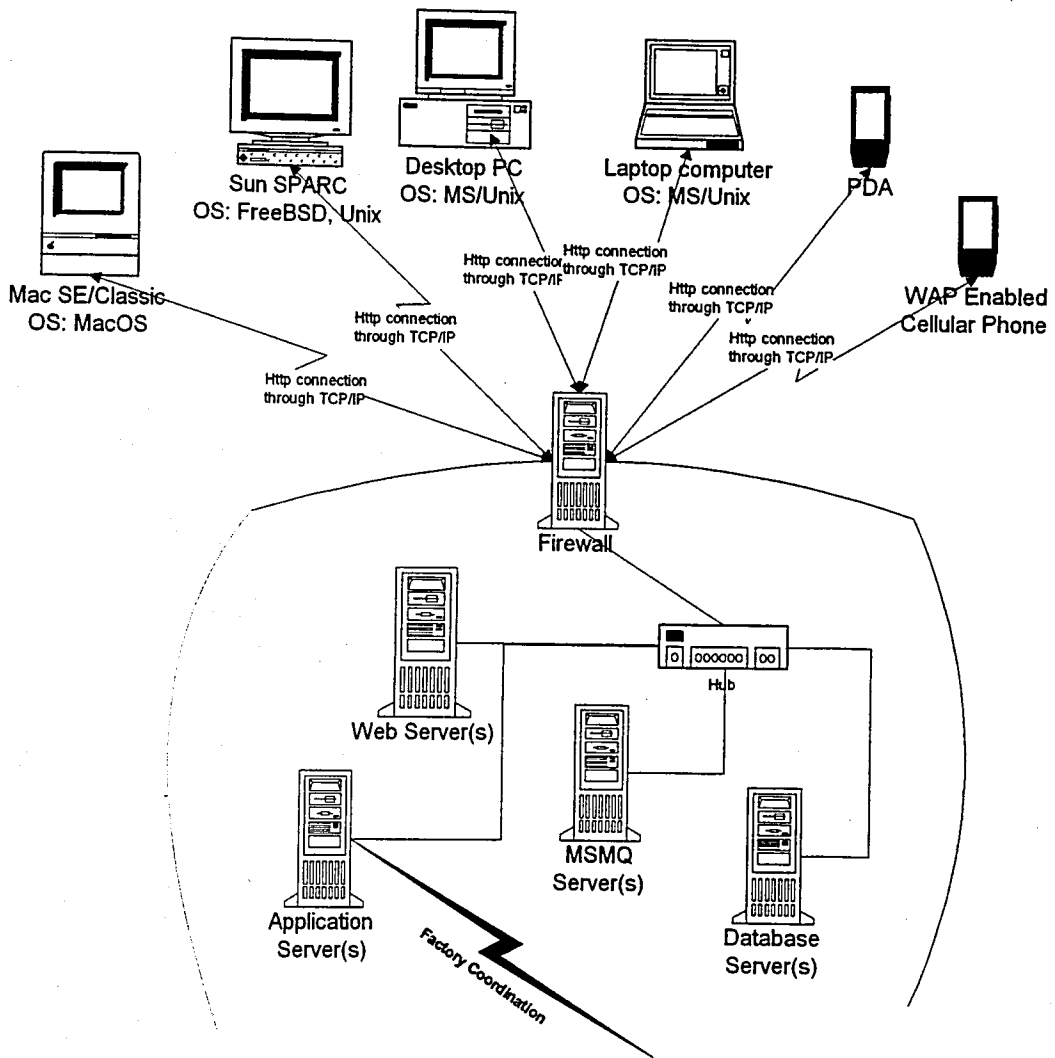 Desktop PC
OS: MS/Unix
Laptop computer
OS: MS/Unix
Sun SPARC
OS: FreeBSD, Unix
PDA
Mac SE/Classic
OS: MacOS
WAP Enabled
Cellular Phone
Http connection
through TCP/IP
Http connection
through TCP/IP
Http connection
through TCP/IP
Http connection
through TCP/IP
Http connection
through TCP/IP
Http connection
through TCP/IP
Firewall
Hub
Web Server(s)
MSMQ
Server(s)
Application
Server(s)
Database
Server(s)
Factory Coordination